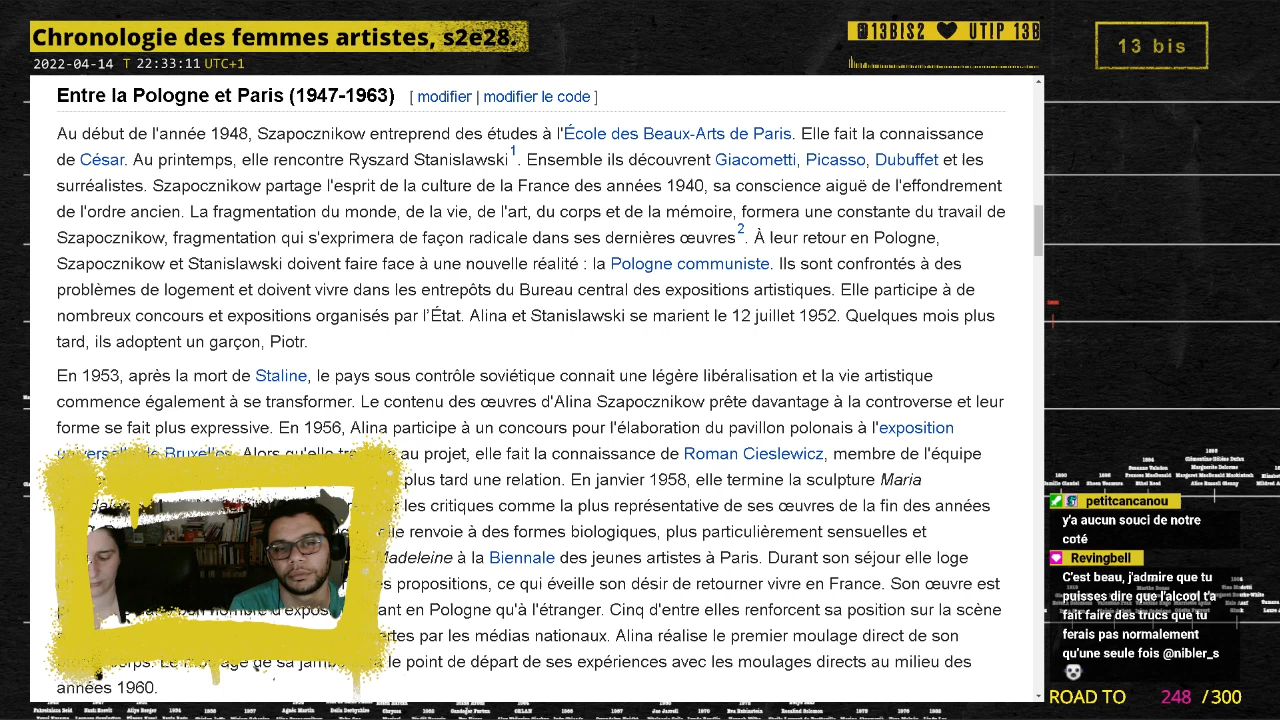 Chronologie des femmes artistes, s2e28.
2022-04-14 T 22:33:11 UTC+1
@13BIS2 ♥ UTIP 13B
13 bis
Entre la Pologne et Paris (1947-1963) [ modifier | modifier le code ]
Au début de l'année 1948, Szapocznikow entreprend des études à l'École des Beaux-Arts de Paris. Elle fait la connaissance
de César. Au printemps, elle rencontre Ryszard Stanislawski1. Ensemble ils découvrent Giacometti, Picasso, Dubuffet et les
surréalistes. Szapocznikow partage l'esprit de la culture de la France des années 1940, sa conscience aiguë de l'effondrement
de l'ordre ancien. La fragmentation du monde, de la vie, de l'art, du corps et de la mémoire, formera une constante du travail de
Szapocznikow, fragmentation qui s'exprimera de façon radicale dans ses dernières œuvres2. À leur retour en Pologne,
Szapocznikow et Stanislawski doivent faire face à une nouvelle réalité : la Pologne communiste. Ils sont confrontés à des
problèmes de logement et doivent vivre dans les entrepôts du Bureau central des expositions artistiques. Elle participe à de
nombreux concours et expositions organisés par l'État. Alina et Stanislawski se marient le 12 juillet 1952. Quelques mois plus
tard, ils adoptent un garçon, Piotr.
En 1953, après la mort de Staline, le pays sous contrôle soviétique connait une légère libéralisation et la vie artistique
commence également à se transformer. Le contenu des œuvres d'Alina Szapocznikow prête davantage à la controverse et leur
forme se fait plus expressive. En 1956, Alina participe à un concours pour l'élaboration du pavillon polonais à l'exposition
universelle de Bruxelles. Alors qu'elle au projet, elle fait la connaissance de Roman Cieslewicz, membre de l'équipe
plus tard une relation. En janvier 1958, elle termine la sculpture Maria
les critiques comme la plus représentative de ses œuvres de la fin des années
renvoie à des formes biologiques, plus particulièrement sensuelles et
Madeleine à la Biennale des jeunes artistes à Paris. Durant son séjour elle loge
propositions, ce qui éveille son désir de retourner vivre en France. Son œuvre est
nombre d'expos ant en Pologne qu'à l'étranger. Cinq d'entre elles renforcent sa position sur la scène
par les médias nationaux. Alina réalise le premier moulage direct de son
corps. Le moulage de sa jambe le point de départ de ses expériences avec les moulages directs au milieu des
années 1960.
petitcancanou
y'a aucun souci de notre
coté
Revingbell
C'est beau, j'admire que tu
puisses dire que l'alcool t'a
fait faire des trucs que tu
ferais pas normalement
qu'une seule fois @nibler_s
ROAD TO 248 / 300